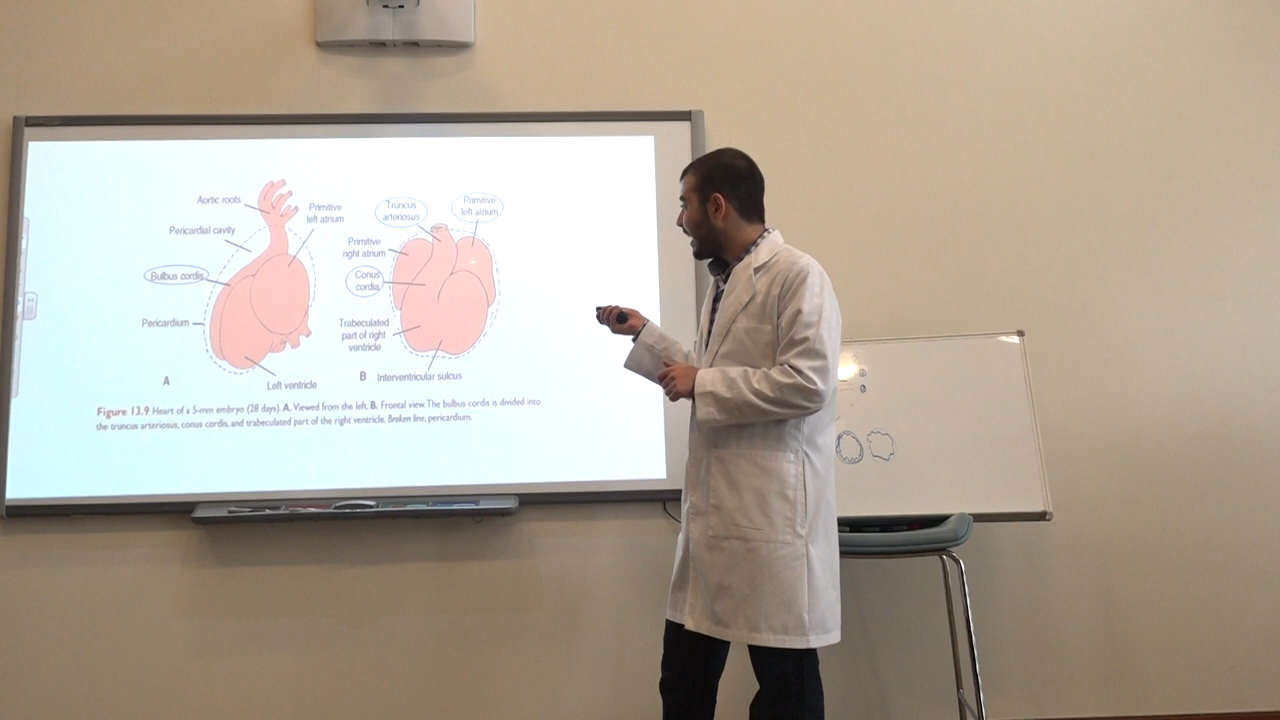 Aortic roots
Primitive
left atrium
Pericardial cavity
Bulbus cordis
Pericardium
Left ventricle
A
Truncus
arteriosus
Primitive
left atrium
Primitive
right atrium
Conus
cordia
Trabeculated
part of right
ventricle
B
Interventricular sulcus
Figure 13.9 Heart of a 5-mm embryo (28 days). A. Viewed from the left. B. Frontal view. The bulbus cordis is divided into
the truncus arteriosus, conus cordis, and trabeculated part of the right ventricle. Broken line, pericardium.